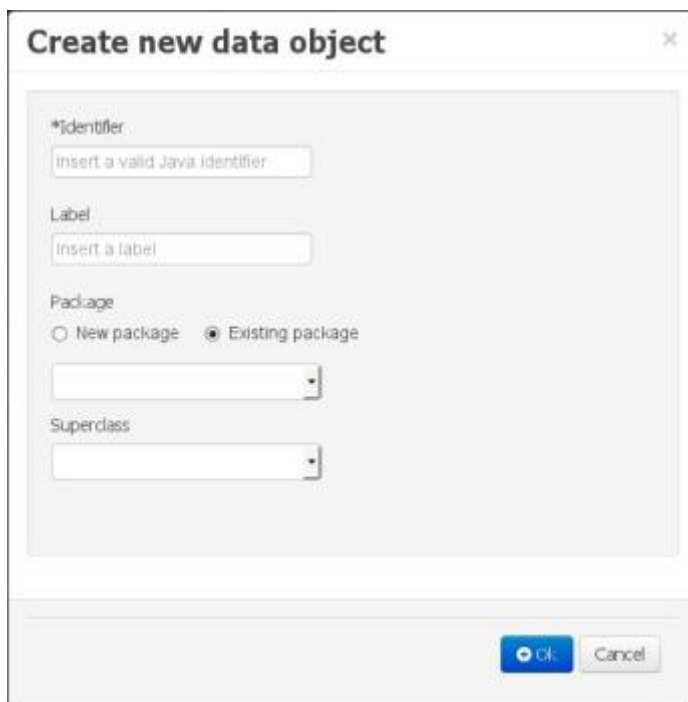 Create new data object
*Identifier
Insert a valid Java identifier
Label
Insert a label
Package
New package Existing package
Superclass
Ok Cancel